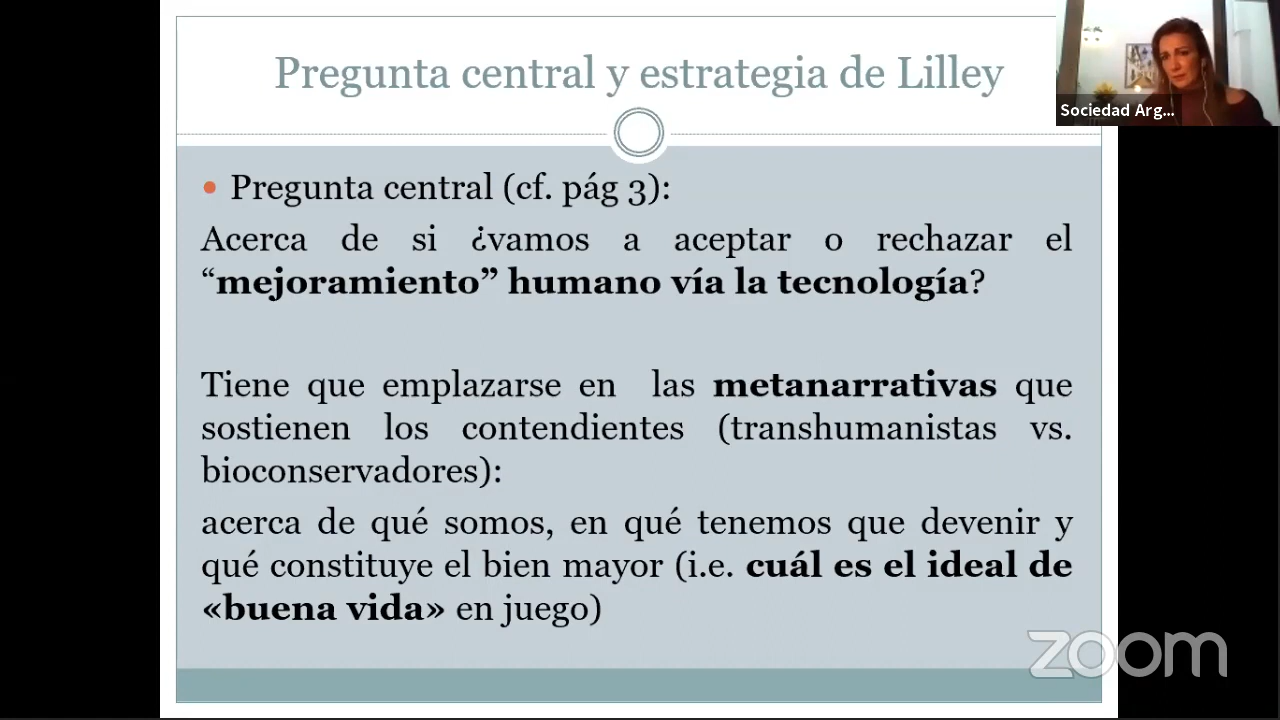 Pregunta central y estrategia de Lilley
Sociedad Arg...
• Pregunta central (cf. pág 3):
Acerca de si ¿vamos a aceptar o rechazar el
“mejoramiento” humano vía la tecnología?
Tiene que emplazarse en las metanarrativas que
sostienen los contendientes (transhumanistas vs.
bioconservadores):
acerca de qué somos, en qué tenemos que devenir y
qué constituye el bien mayor (i.e. cuál es el ideal de
«buena vida» en juego)
zoom